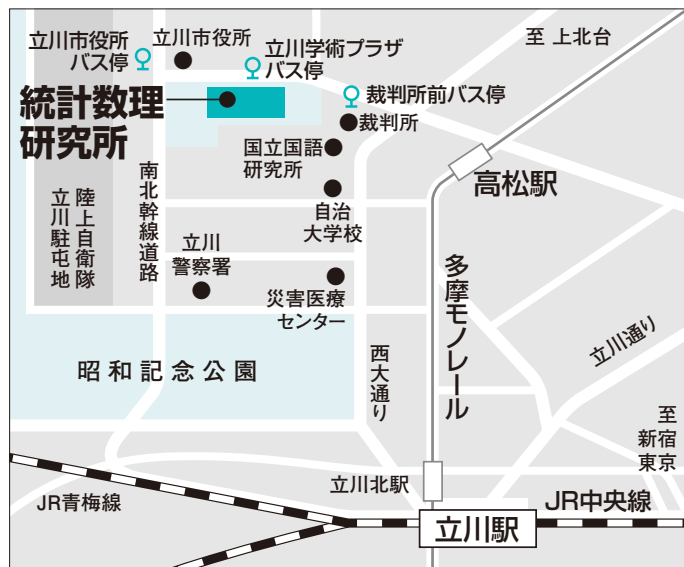 立川市役所
バス停
立川市役所
立川学術プラザ
バス停
至 上北台
統計数理
研究所
裁判所前バス停
裁判所
国立国語
研究所
高松駅
自治
大学校
南北幹線道路
陸上自衛隊
立川駐屯地
立川
警察署
災害医療
センター
多摩モノレール
立川通り
西大通り
昭和記念公園
至
新宿
東京
立川北駅
JR青梅線
JR中央線
立川駅